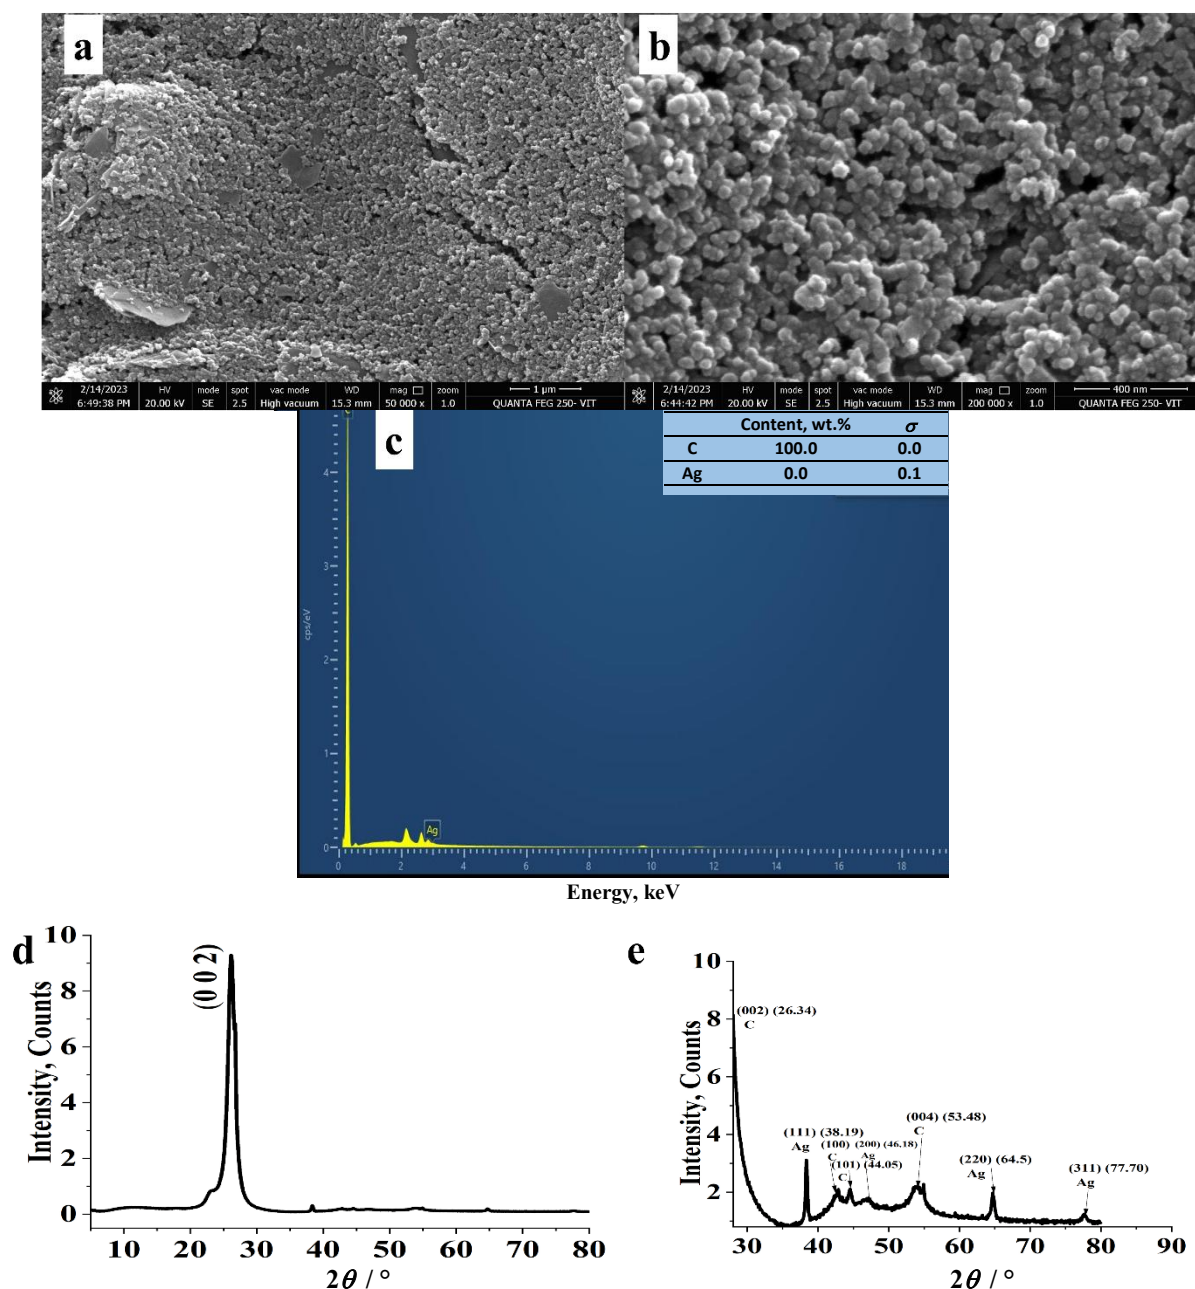 a
b
2/14/2023 HV mode spot vac mode WD mag zoom 1 µm
6:49:38 PM 20.00 kV SE 2.5 High vacuum 15.3 mm 50 000 x 1.0 QUANTA FEG 250- VIT
2/14/2023 HV mode spot vac mode WD mag zoom 400 nm
6:44:42 PM 20.00 kV SE 2.5 High vacuum 15.3 mm 200 000 x 1.0 QUANTA FEG 250- VIT
c
Content, wt.% σ
C 100.0 0.0
Ag 0.0 0.1
cps/eV
4
3
2
1
0
Ag
0 2 4 6 8 10 12 14 16 18
Energy, keV
d
Intensity, Counts
10
8
6
4
2
0
(0 0 2)
10 20 30 40 50 60 70 80
2θ / °
e
Intensity, Counts
10
8
6
4
2
(002) (26.34)
C
(111) (38.19)
Ag
(100)
C
(200) (46.18)
Ag
(101) (44.05)
C
(004) (53.48)
C
(220) (64.5)
Ag
(311) (77.70)
Ag
30 40 50 60 70 80 90
2θ / °